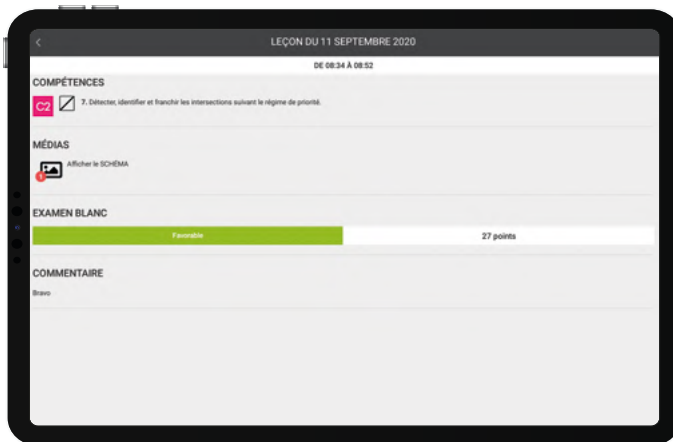 LEÇON DU 11 SEPTEMBRE 2020
DE 08:34 À 08:52
COMPÉTENCES
C2 7. Détecter, identifier et franchir les intersections suivant le régime de priorité.
MÉDIAS
Afficher le SCHÉMA
1
EXAMEN BLANC
Favorable 27 points
COMMENTAIRE
Bravo